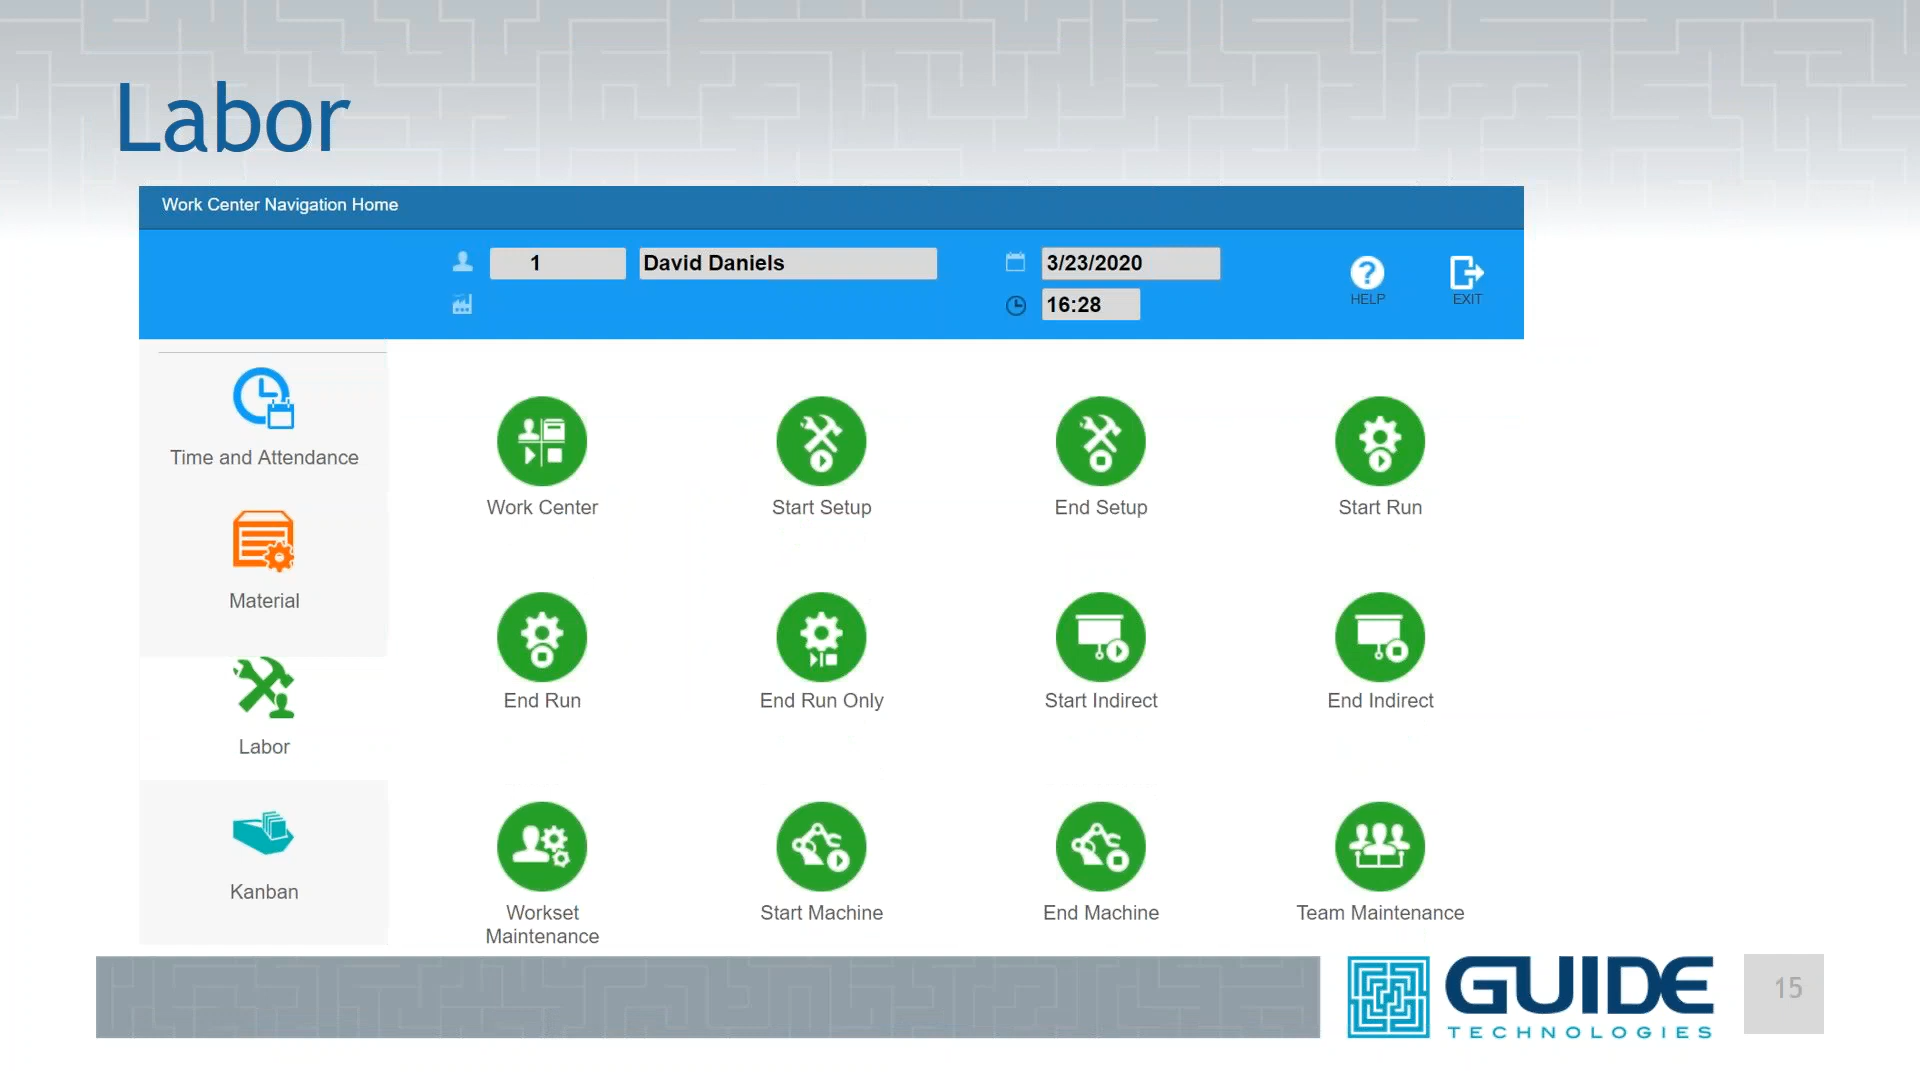 Labor
Work Center Navigation Home
1 David Daniels 3/23/2020
16:28
HELP EXIT
Time and Attendance
Material
Labor
Kanban
Work Center Start Setup End Setup Start Run
End Run End Run Only Start Indirect End Indirect
Workset Maintenance Start Machine End Machine Team Maintenance
GUIDE
TECHNOLOGIES
15